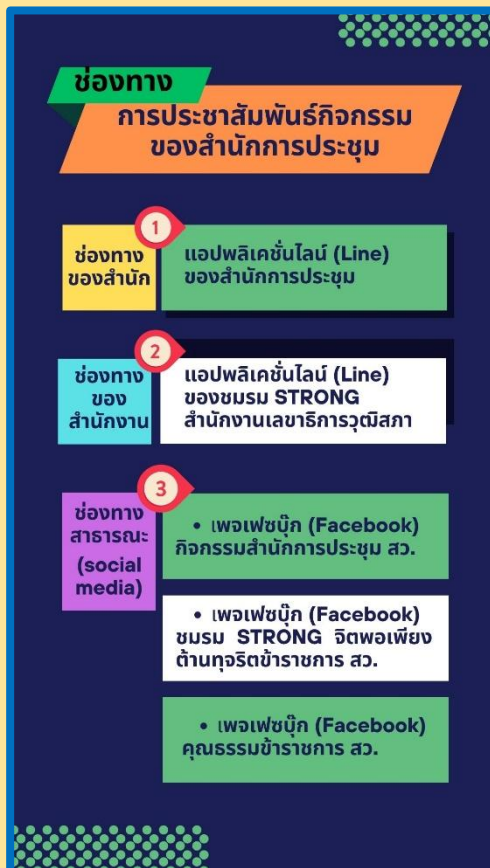 ช่องทาง
การประชาสัมพันธ์กิจกรรม
ของสำนักการประชุม
1
ช่องทาง
ของสำนัก
แอปพลิเคชั่นไลน์ (Line)
ของสำนักการประชุม
2
ช่องทาง
ของ
สำนักงาน
แอปพลิเคชั่นไลน์ (Line)
ของชมรม STRONG
สำนักงานเลขาธิการวุฒิสภา
3
ช่องทาง
สาธารณะ
(social
media)
• เพจเฟซบุ๊ก (Facebook)
กิจกรรมสำนักการประชุม สว.
• เพจเฟซบุ๊ก (Facebook)
ชมรม STRONG จิตพอเพียง
ต้านทุจริตข้าราชการ สว.
• เพจเฟซบุ๊ก (Facebook)
คุณธรรมข้าราชการ สว.